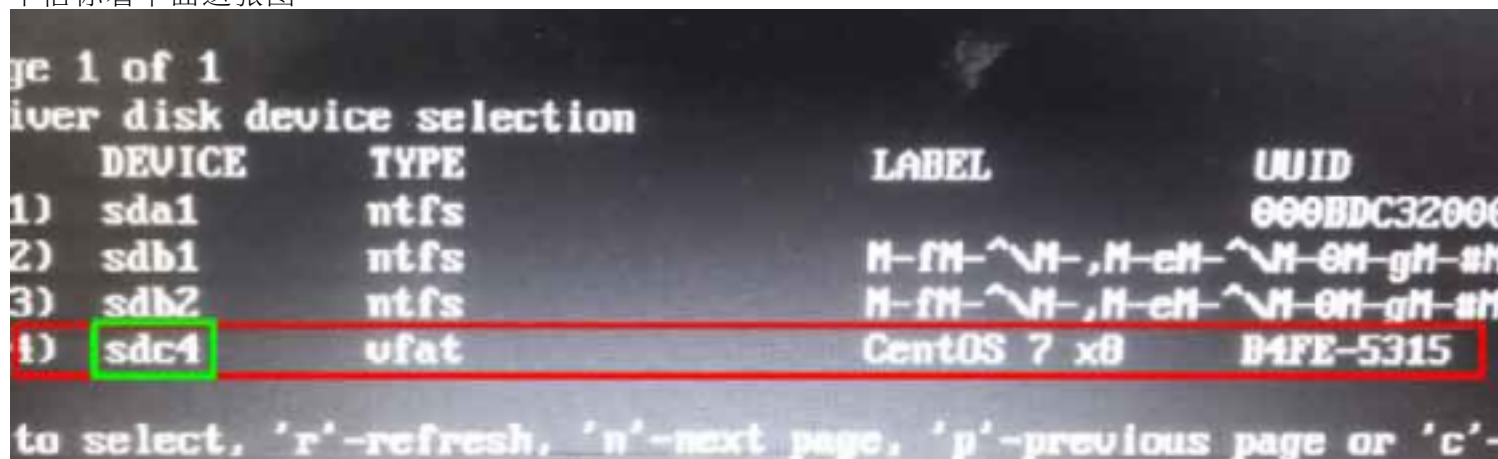 ge 1 of 1
iver disk device selection
DEVICE TYPE LABEL UUID
1) sda1 ntfs 000BDC32000
2) sdb1 ntfs M-fM-^\M-,M-eM-^\M-0M-gM-#M
3) sdb2 ntfs M-fM-^\M-,M-eM-^\M-0M-gM-#M
4) sdc4 vfat CentOS 7 x8 B4FE-5315
to select, 'r'-refresh, 'n'-next page, 'p'-previous page or 'c'-